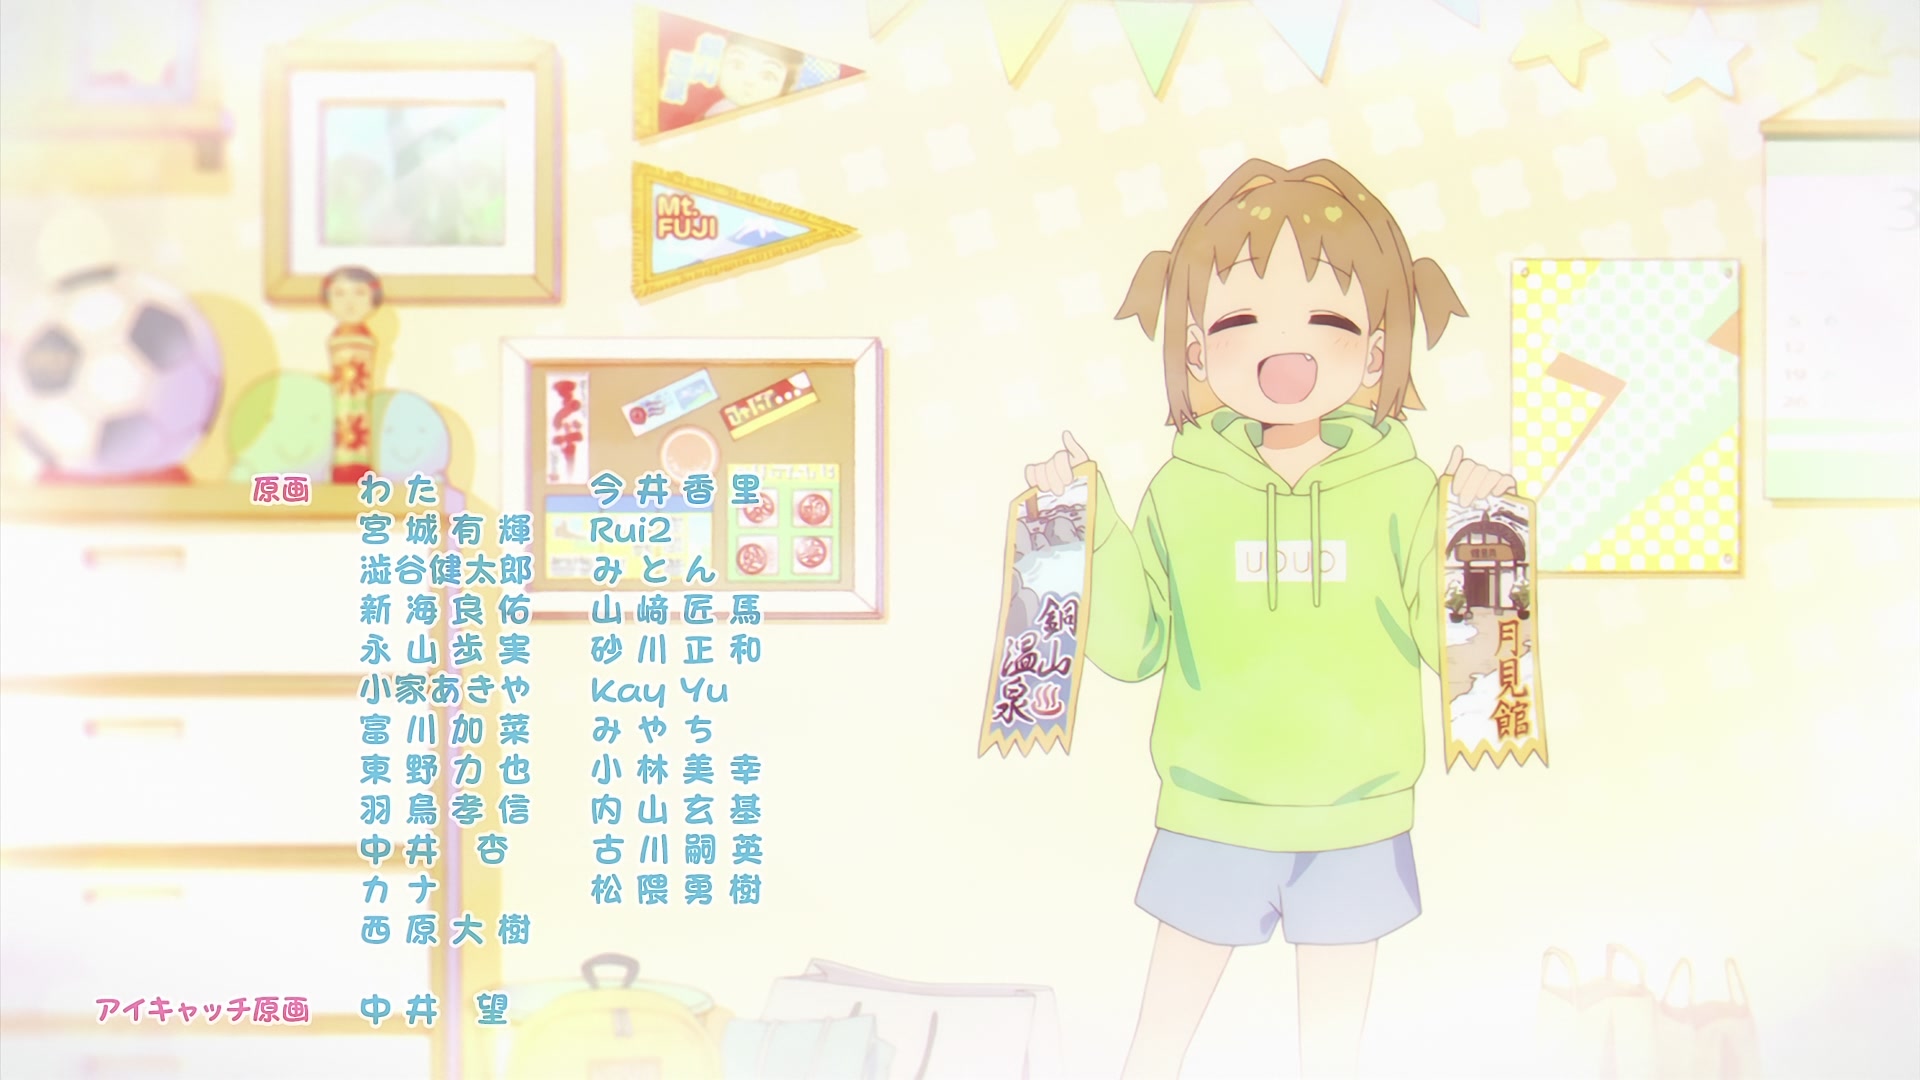 Mt.
FUJI
3
原画 わた 今井香里
宮城有輝 Rui2
澁谷健太郎 みとん
新海良佑 山﨑匠馬
永山歩実 砂川正和
小家あきや Kay Yu
富川加菜 みやち
東野力也 小林美幸
羽鳥孝信 内山玄基
中井 杏 古川嗣英
カナ 松隈勇樹
西原大樹
アイキャッチ原画 中井 望
UOUO
銅山
温泉
月見館